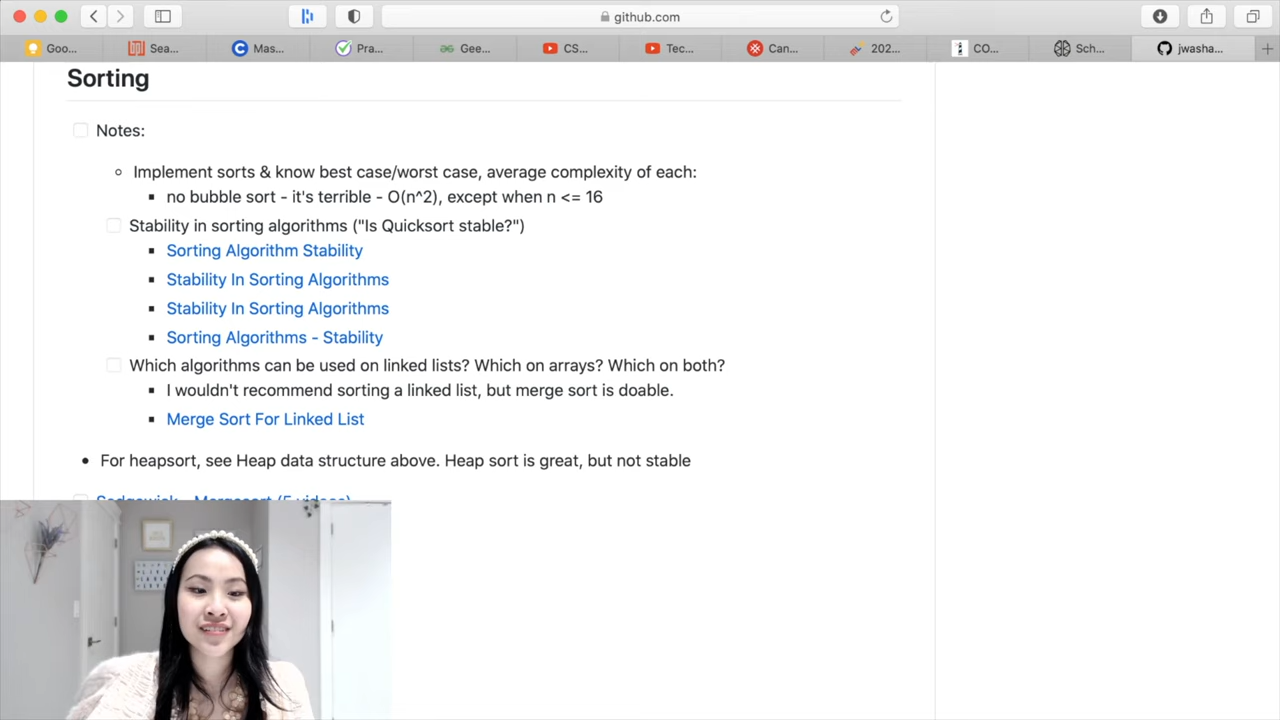 github.com
Goo...
Sea...
Mas...
Pra...
Gee...
CS...
Tec...
Can...
202...
CO...
Sch...
jwasha...
Sorting
Notes:
Implement sorts & know best case/worst case, average complexity of each:
no bubble sort - it's terrible - O(n^2), except when n <= 16
Stability in sorting algorithms ("Is Quicksort stable?")
Sorting Algorithm Stability
Stability In Sorting Algorithms
Stability In Sorting Algorithms
Sorting Algorithms - Stability
Which algorithms can be used on linked lists? Which on arrays? Which on both?
I wouldn't recommend sorting a linked list, but merge sort is doable.
Merge Sort For Linked List
For heapsort, see Heap data structure above. Heap sort is great, but not stable
Sedgewick - Mergesort (5 videos)